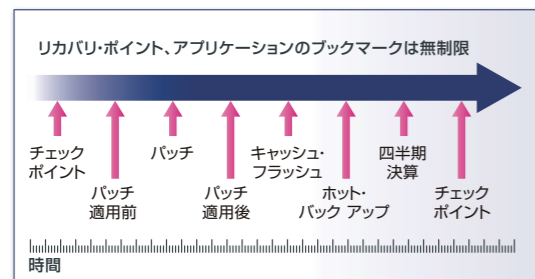 リカバリ・ポイント、アプリケーションのブックマークは無制限
チェック
ポイント
パッチ
適用前
パッチ
パッチ
適用後
キャッシュ・
フラッシュ
ホット・
バック アップ
四半期
決算
チェック
ポイント
時間